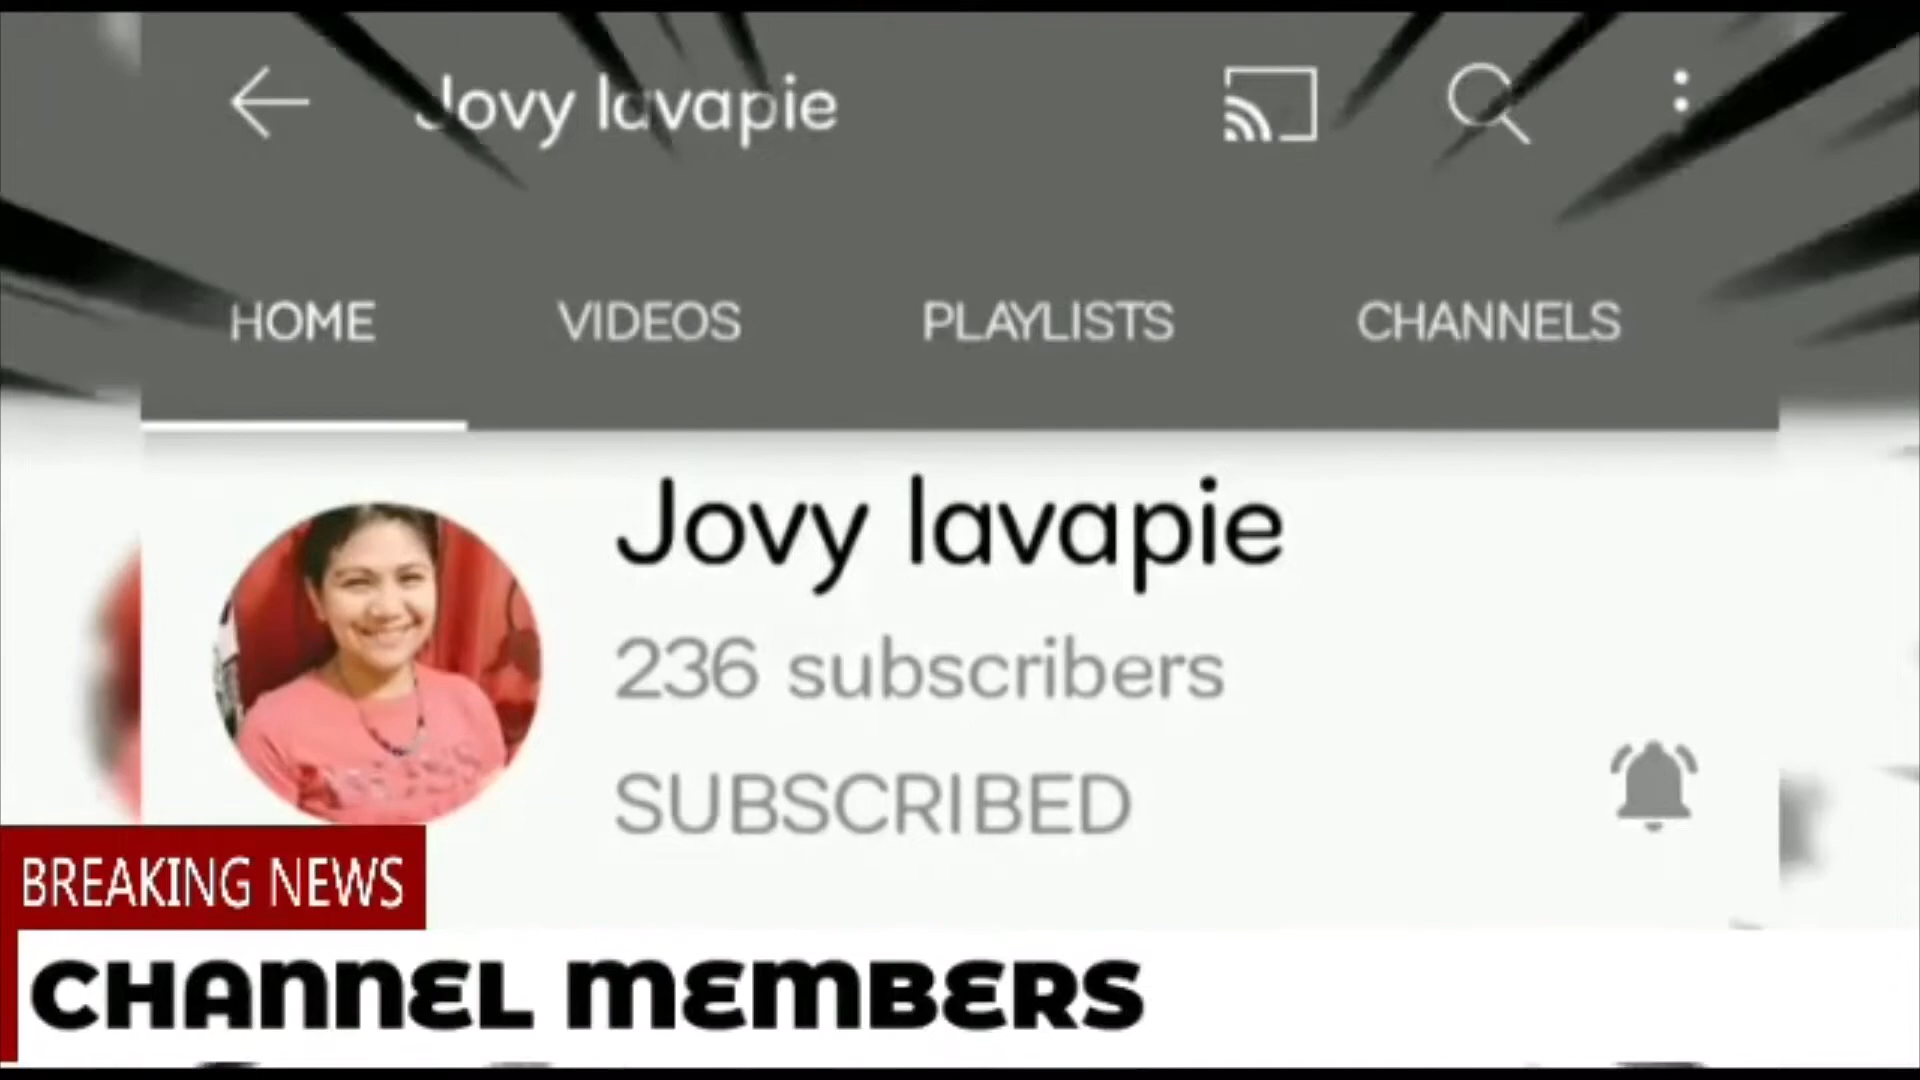 Jovy lavapie
HOME VIDEOS PLAYLISTS CHANNELS
Jovy lavapie
236 subscribers
SUBSCRIBED
BREAKING NEWS
CHANNEL MEMBERS